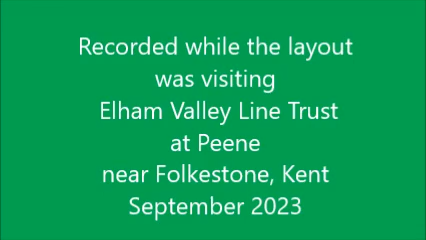 Recorded while the layout
was visiting
Elham Valley Line Trust
at Peene
near Folkestone, Kent
September 2023